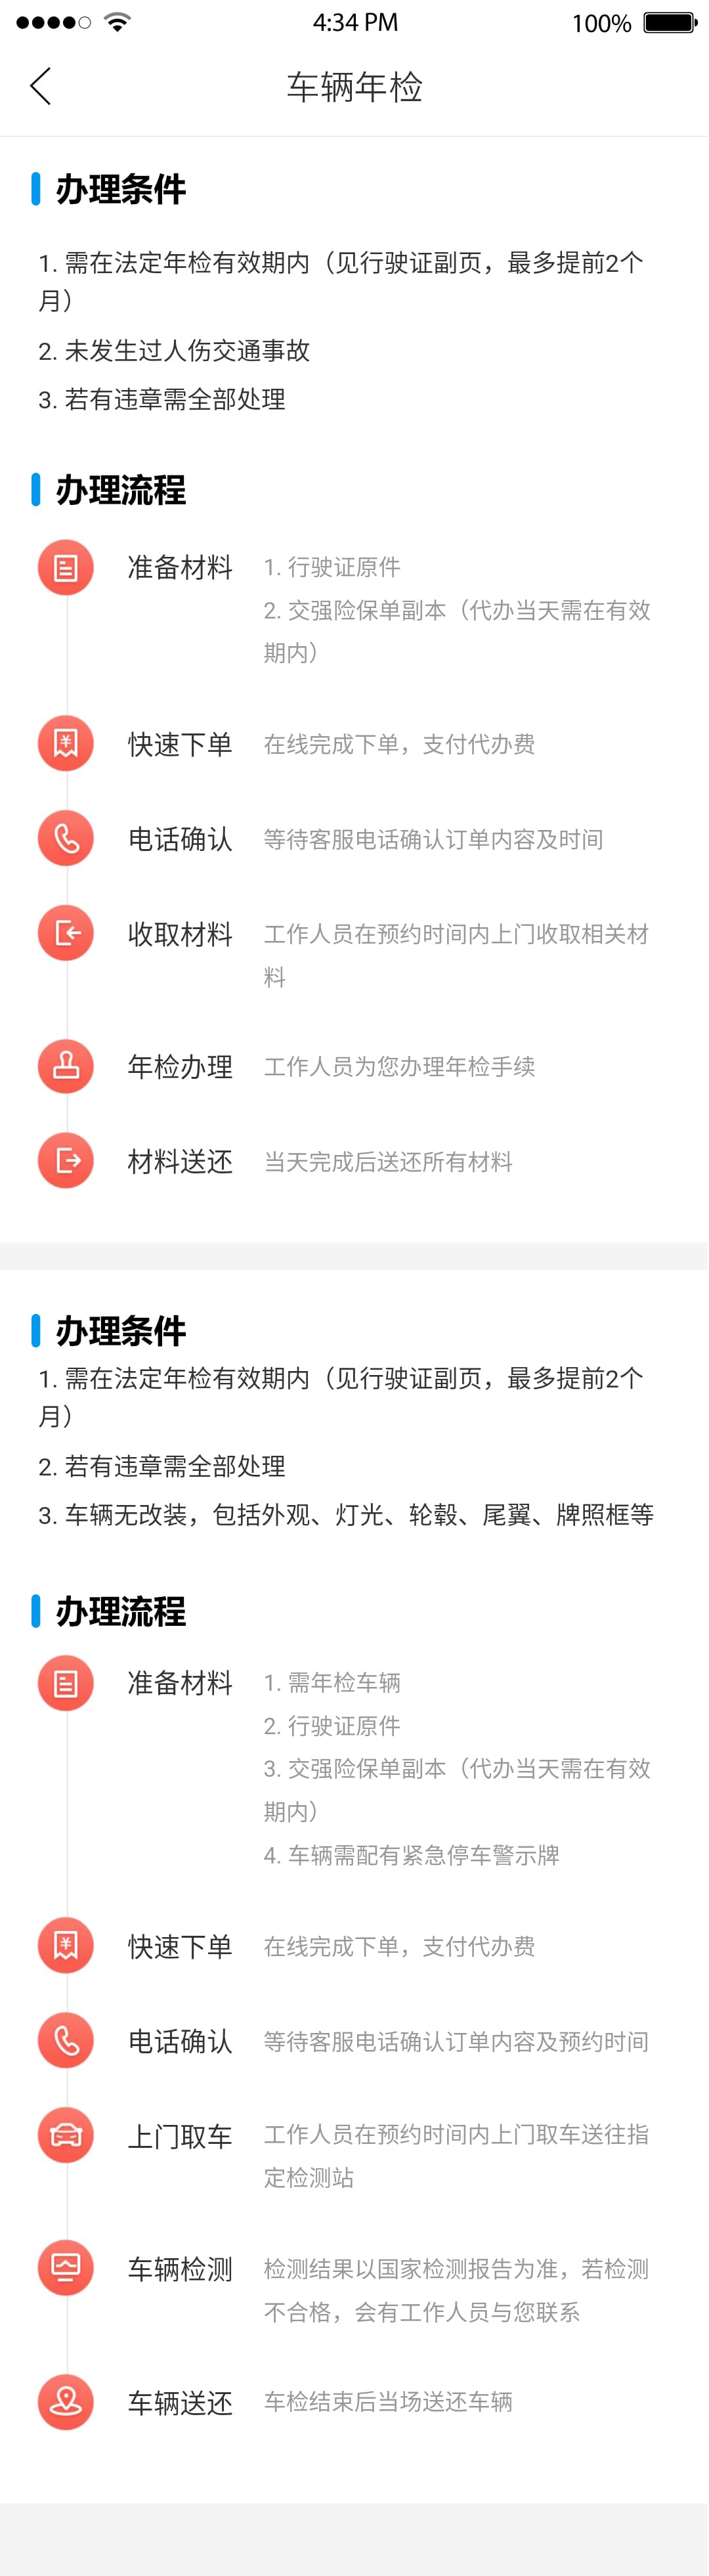 4:34 PM
100%
车辆年检
办理条件
1. 需在法定年检有效期内（见行驶证副页，最多提前2个
月）
2. 未发生过人伤交通事故
3. 若有违章需全部处理
办理流程
准备材料
1. 行驶证原件
2. 交强险保单副本（代办当天需在有效
期内）
快速下单
在线完成下单，支付代办费
电话确认
等待客服电话确认订单内容及时间
收取材料
工作人员在预约时间内上门收取相关材
料
年检办理
工作人员为您办理年检手续
材料送还
当天完成后送还所有材料
办理条件
1. 需在法定年检有效期内（见行驶证副页，最多提前2个
月）
2. 若有违章需全部处理
3. 车辆无改装，包括外观、灯光、轮毂、尾翼、牌照框等
办理流程
准备材料
1. 需年检车辆
2. 行驶证原件
3. 交强险保单副本（代办当天需在有效
期内）
4. 车辆需配有紧急停车警示牌
快速下单
在线完成下单，支付代办费
电话确认
等待客服电话确认订单内容及预约时间
上门取车
工作人员在预约时间内上门取车送往指
定检测站
车辆检测
检测结果以国家检测报告为准，若检测
不合格，会有工作人员与您联系
车辆送还
车检结束后当场送还车辆